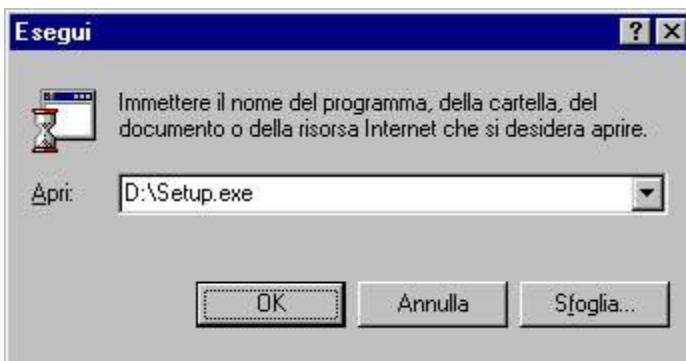 Esegui
Immettere il nome del programma, della cartella, del
documento o della risorsa Internet che si desidera aprire.
Apri: D:\Setup.exe
OK Annulla Sfoglia...